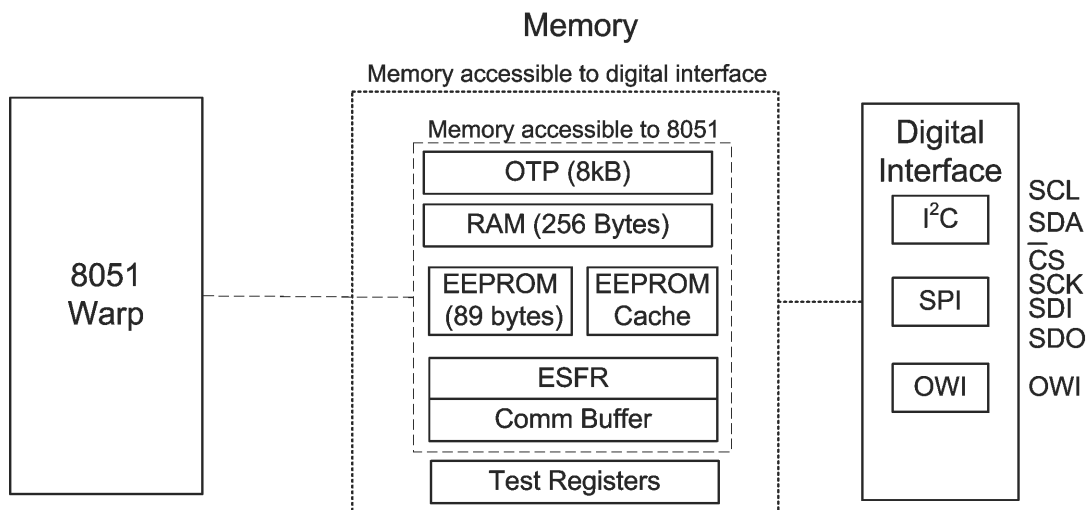 Memory
Memory accessible to digital interface
Memory accessible to 8051
OTP (8kB)
RAM (256 Bytes)
EEPROM
(89 bytes)
EEPROM
Cache
ESFR
Comm Buffer
Test Registers
8051
Warp
Digital
Interface
I²C
SPI
OWI
SCL
SDA
C̅S
SCK
SDI
SDO
OWI